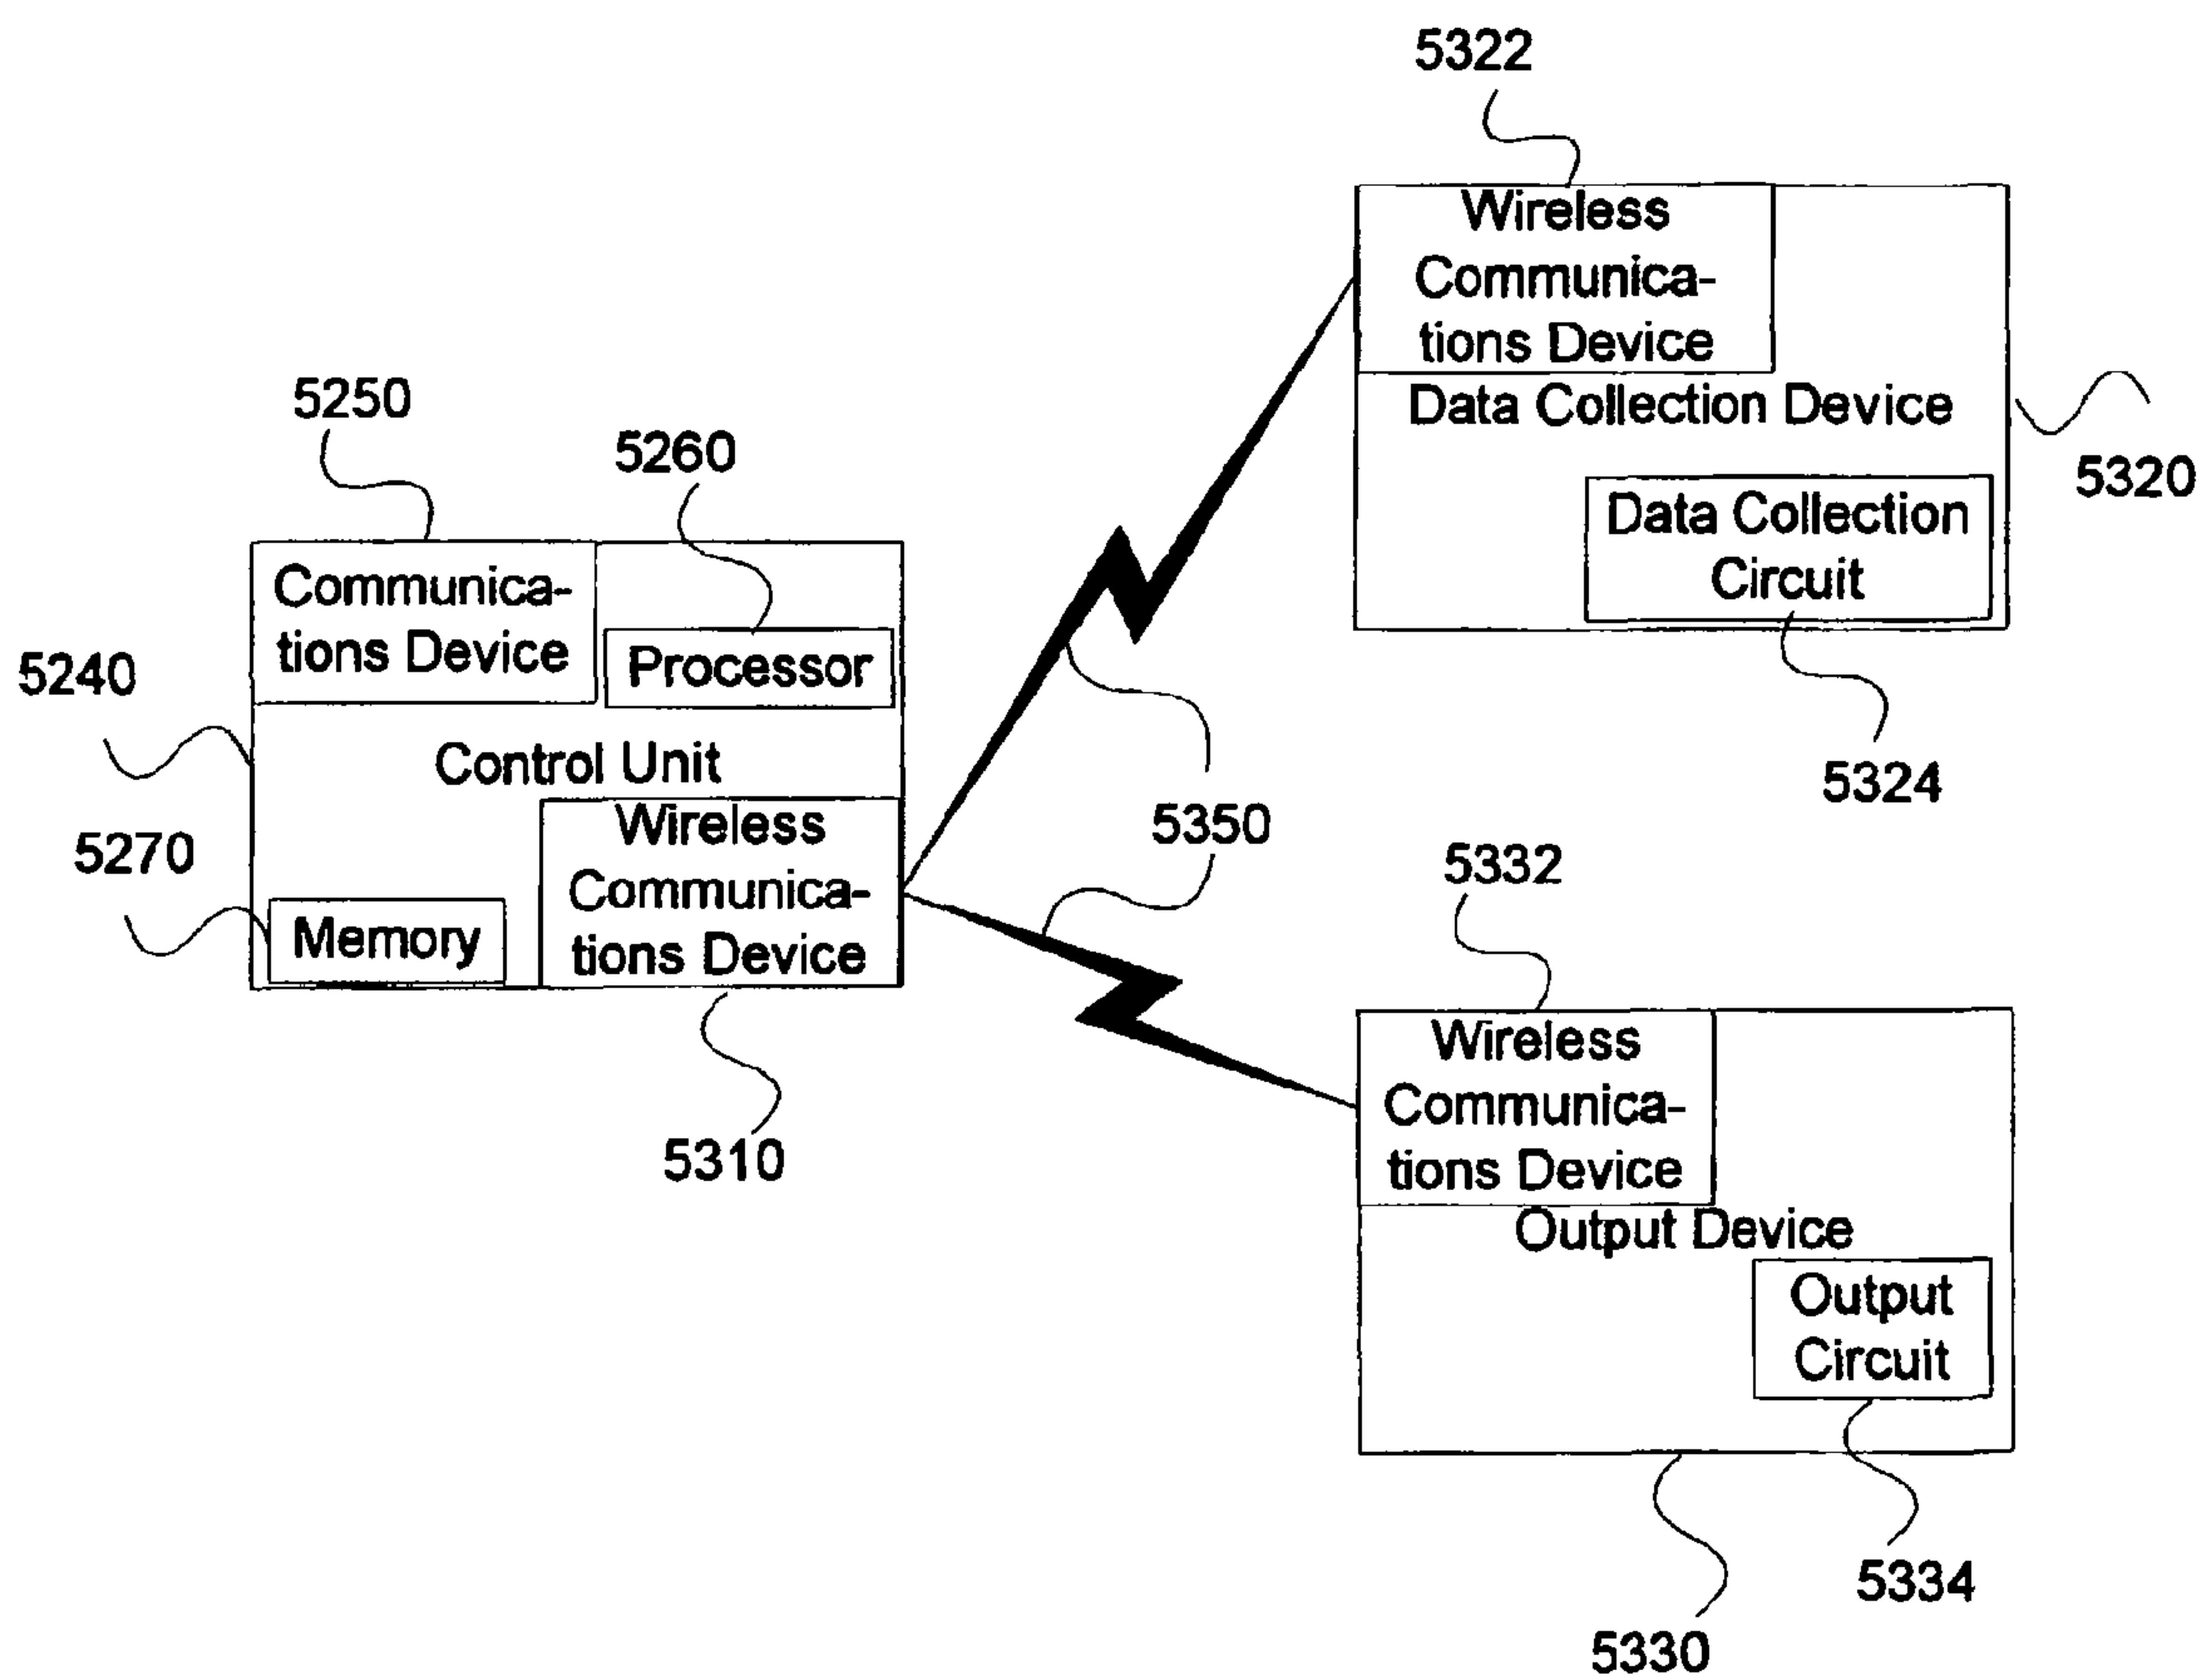 5322
Wireless
Communica-
tions Device
Data Collection Device
5320
Data Collection
Circuit
5324
5250
5260
Communica-
tions Device
Processor
5240
Control Unit
5270
Wireless
Communica-
tions Device
Memory
5310
5350
5332
Wireless
Communica-
tions Device
Output Device
Output
Circuit
5334
5330